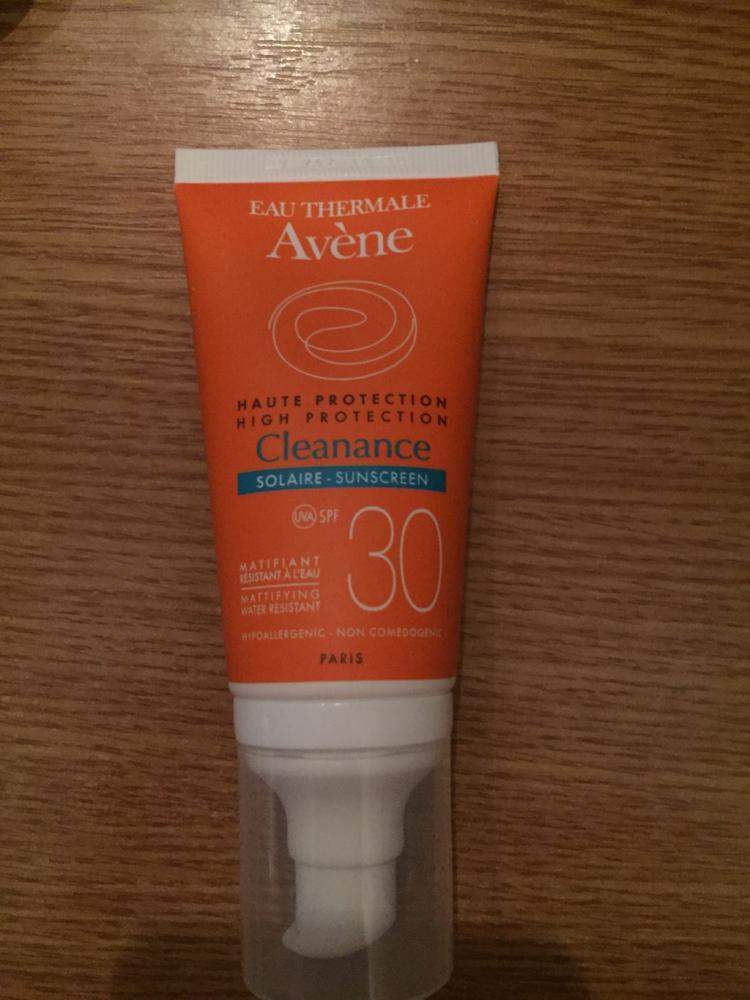 EAU THERMALE
Avène
HAUTE PROTECTION
HIGH PROTECTION
Cleanance
SOLAIRE - SUNSCREEN
UVA SPF 30
MATIFIANT
RÉSISTANT À L'EAU
MATTIFYING
WATER RESISTANT
HYPOALLERGENIC - NON COMEDOGENIC
PARIS